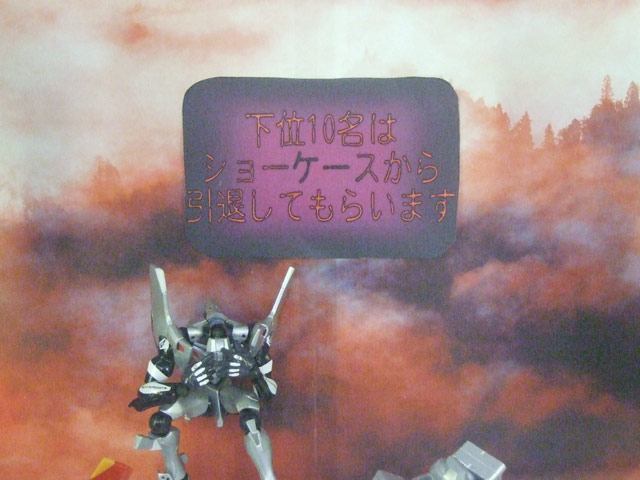 下位10名は
ショーケースから
引退してもらいます